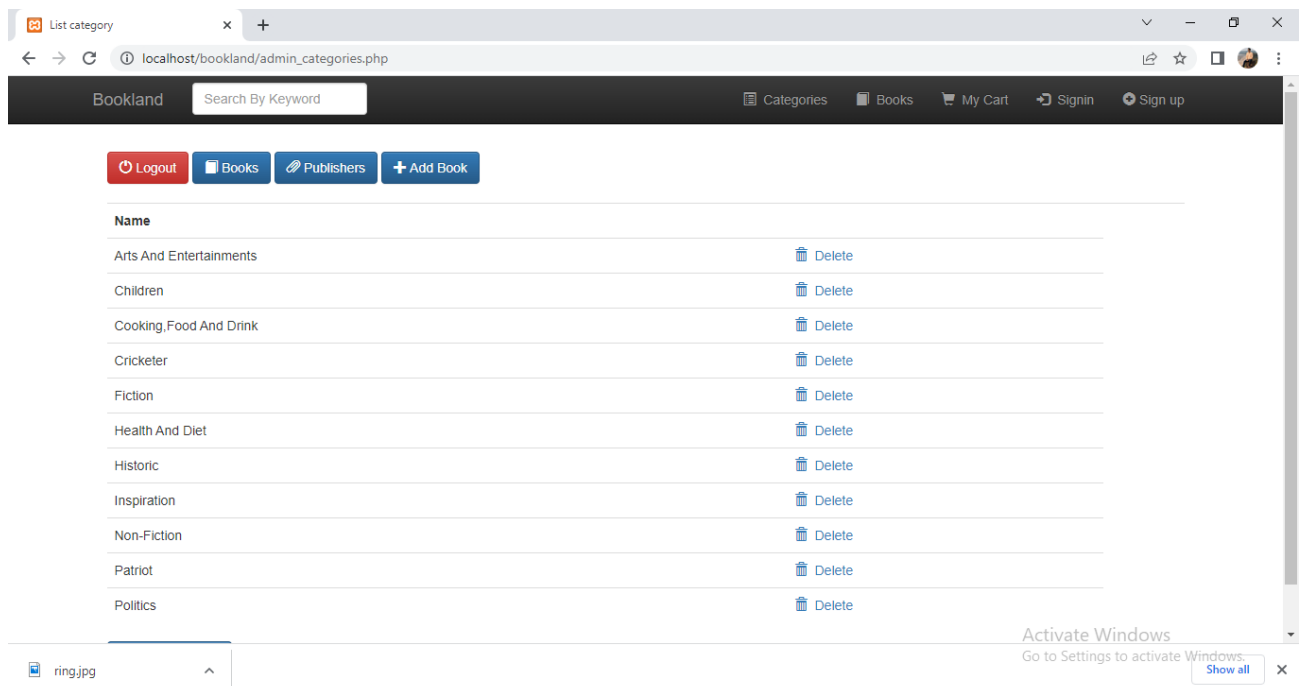 List category
localhost/bookland/admin_categories.php
Bookland Search By Keyword Categories Books My Cart Signin Sign up
Logout Books Publishers Add Book
Name
Arts And Entertainments Delete
Children Delete
Cooking,Food And Drink Delete
Cricketer Delete
Fiction Delete
Health And Diet Delete
Historic Delete
Inspiration Delete
Non-Fiction Delete
Patriot Delete
Politics Delete
Activate Windows
Go to Settings to activate Windows.
ring.jpg Show all